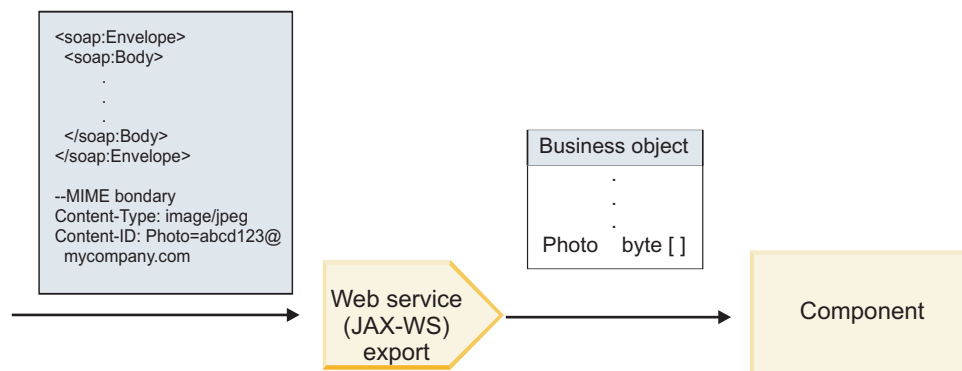 <soap:Envelope>
<soap:Body>
.
.
.
</soap:Body>
</soap:Envelope>
--MIME bondary
Content-Type: image/jpeg
Content-ID: Photo=abcd123@
mycompany.com
Web service
(JAX-WS)
export
Business object
.
.
.
Photo byte [ ]
Component